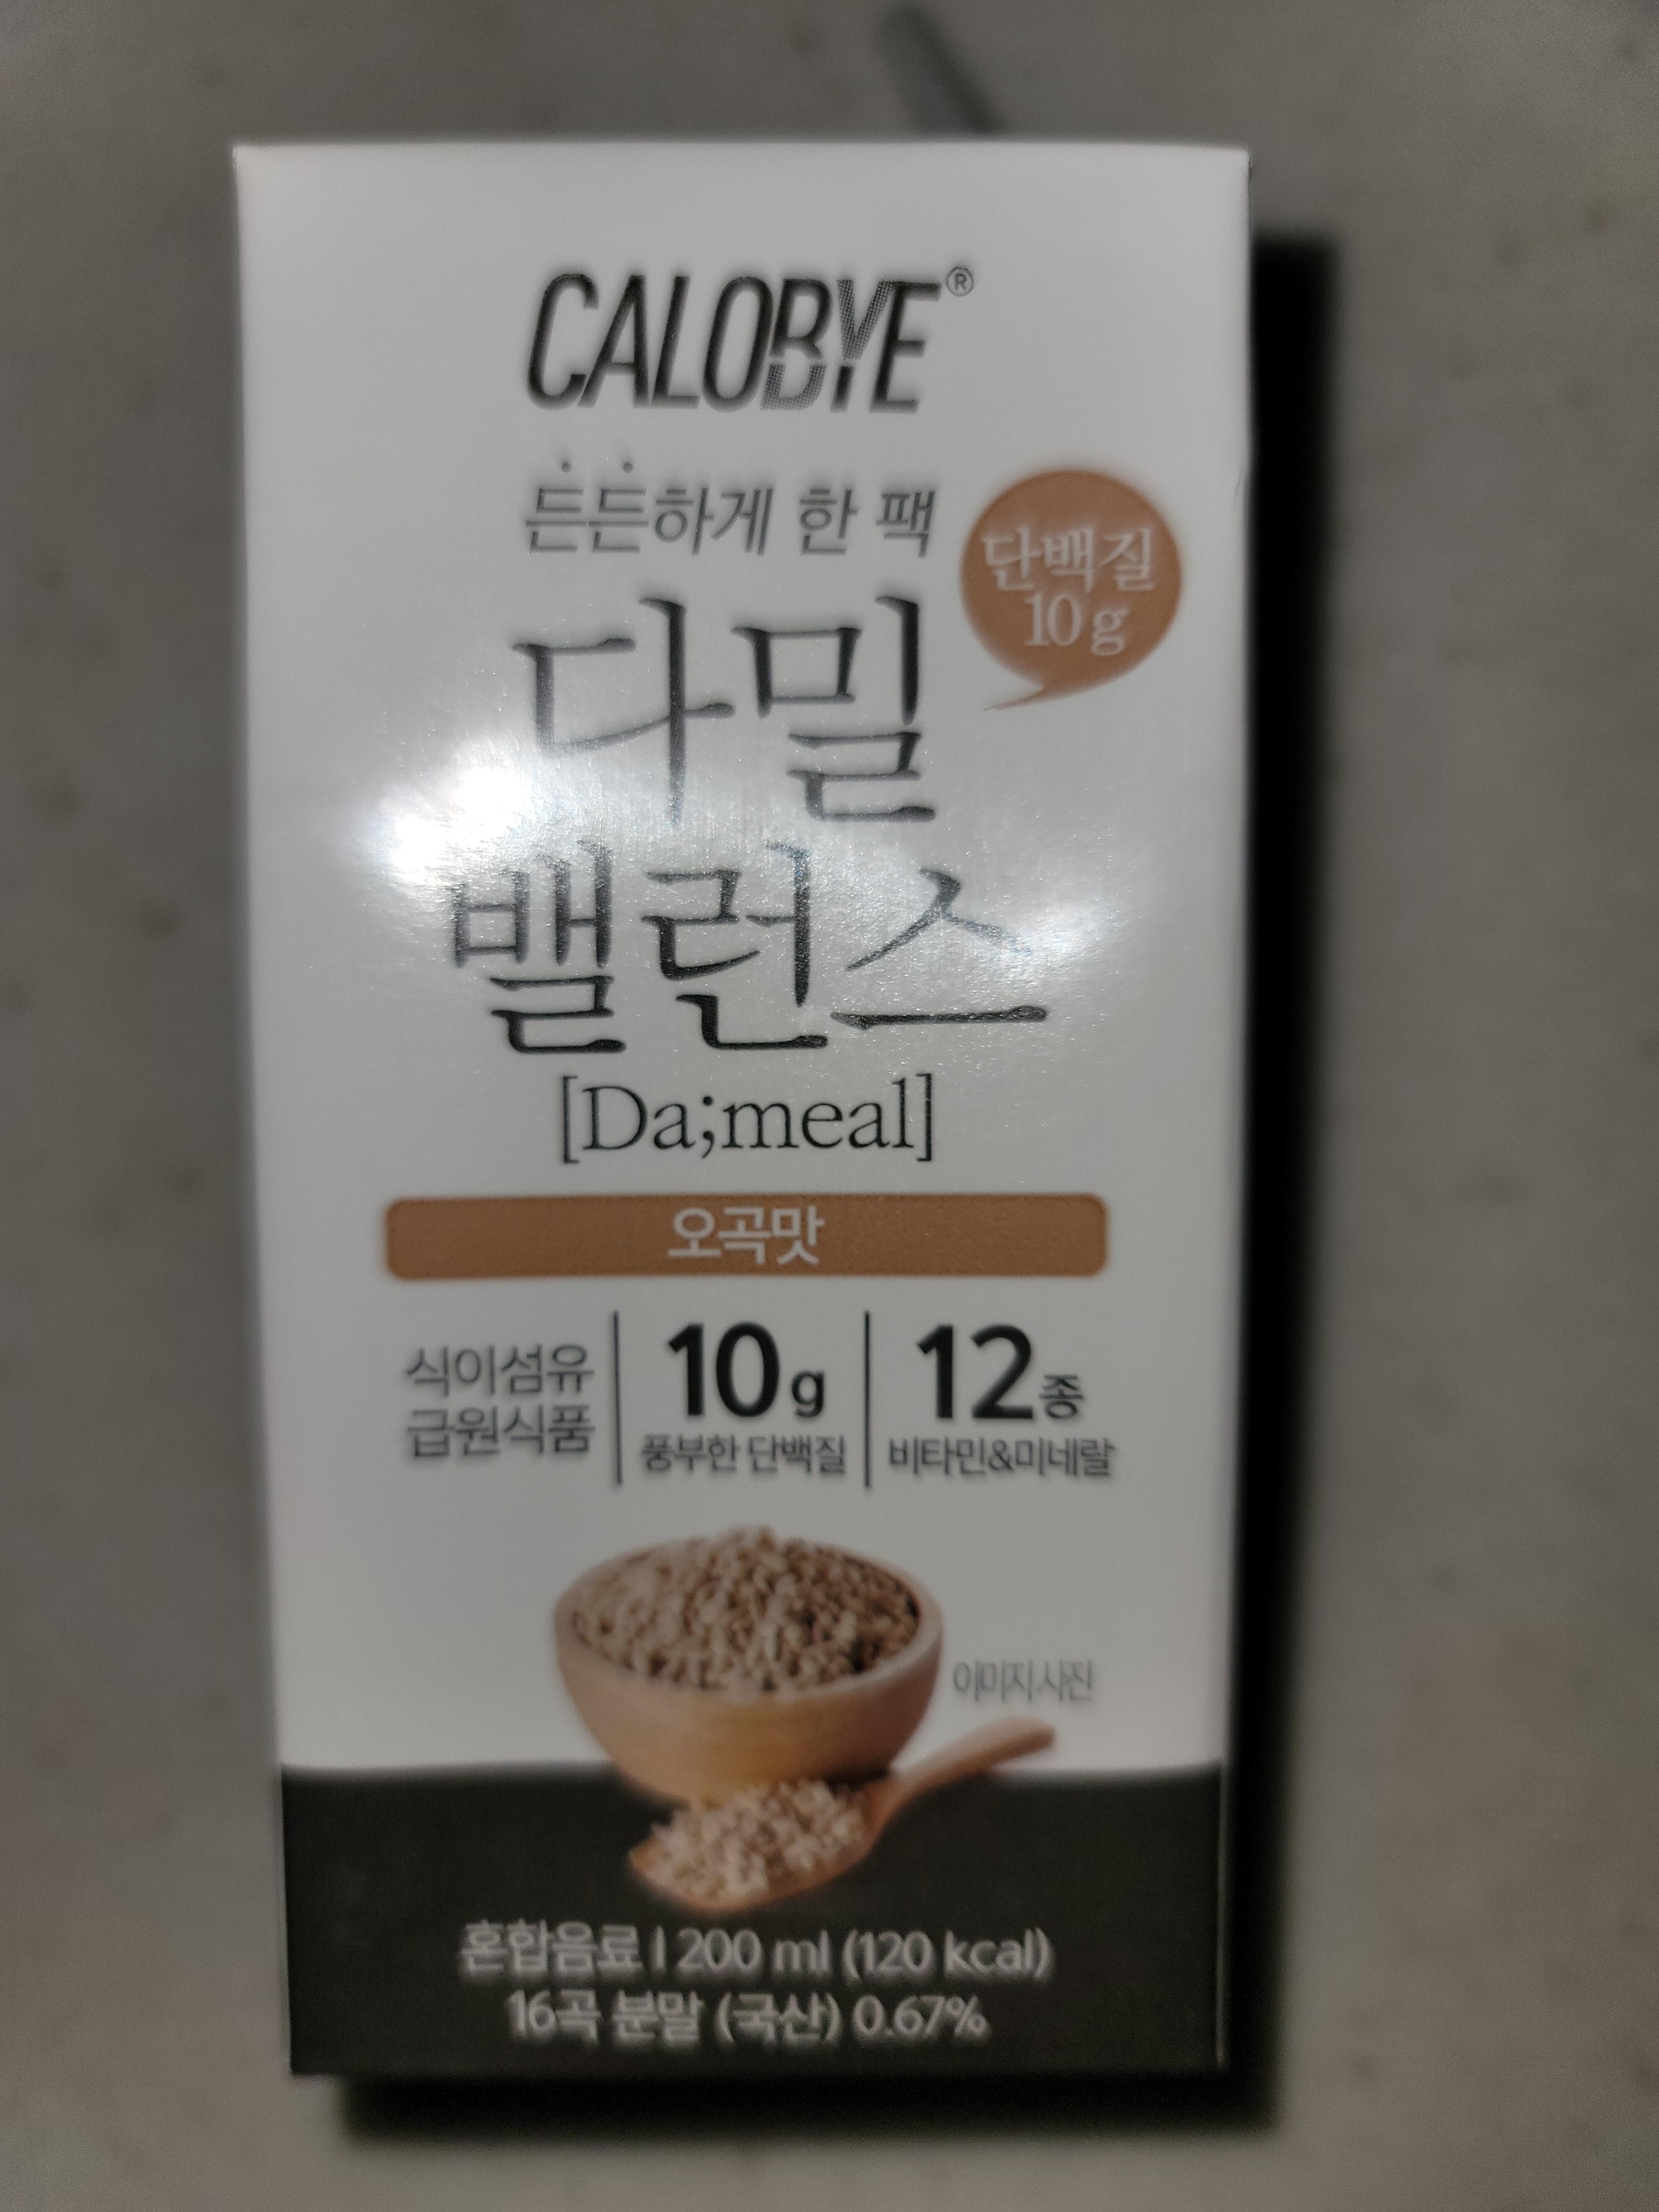 CALOBYE®
든든하게 한 팩
단백질
10g
다밀
밸런스
[Da;meal]
오곡맛
식이섬유
급원식품
10g
풍부한 단백질
12종
비타민&미네랄
이미지사진
혼합음료 | 200 ml (120 kcal)
16곡 분말 (국산) 0.67%